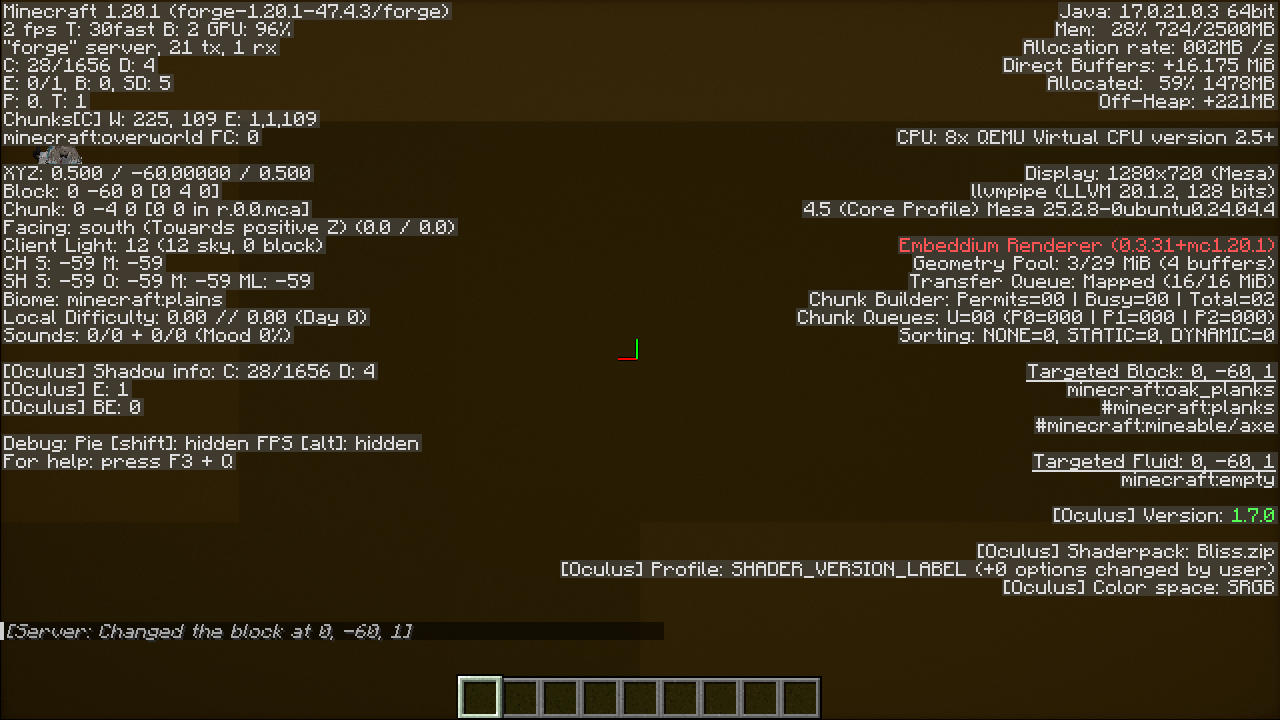 Minecraft 1.20.1 (forge-1.20.1-47.4.3/forge)
2 fps T: 30fast B: 2 GPU: 96%
"forge" server, 21 tx, 1 rx
C: 28/1656 D: 4
E: 0/1, B: 0, SD: 5
P: 0. T: 1
Chunks[C] W: 225, 109 E: 1,1,109
minecraft:overworld FC: 0
XYZ: 0.500 / -60.00000 / 0.500
Block: 0 -60 0 [0 4 0]
Chunk: 0 -4 0 [0 0 in r.0.0.mca]
Facing: south (Towards positive Z) (0.0 / 0.0)
Client Light: 12 (12 sky, 0 block)
CH S: -59 M: -59
SH S: -59 O: -59 M: -59 ML: -59
Biome: minecraft:plains
Local Difficulty: 0.00 // 0.00 (Day 0)
Sounds: 0/0 + 0/0 (Mood 0%)
[Oculus] Shadow info: C: 28/1656 D: 4
[Oculus] E: 1
[Oculus] BE: 0
Debug: Pie [shift]: hidden FPS [alt]: hidden
For help: press F3 + Q
Java: 17.0.21.0.3 64bit
Mem: 28% 724/2500MB
Allocation rate: 002MB /s
Direct Buffers: +16.175 MiB
Allocated: 59% 1478MB
Off-Heap: +221MB
CPU: 8x QEMU Virtual CPU version 2.5+
Display: 1280x720 (Mesa)
llvmpipe (LLVM 20.1.2, 128 bits)
4.5 (Core Profile) Mesa 25.2.8-0ubuntu0.24.04.4
Embeddium Renderer (0.3.31+mc1.20.1)
Geometry Pool: 3/29 MiB (4 buffers)
Transfer Queue: Mapped (16/16 MiB)
Chunk Builder: Permits=00 | Busy=00 | Total=02
Chunk Queues: U=00 (P0=000 | P1=000 | P2=000)
Sorting: NONE=0, STATIC=0, DYNAMIC=0
Targeted Block: 0, -60, 1
minecraft:oak_planks
#minecraft:planks
#minecraft:mineable/axe
Targeted Fluid: 0, -60, 1
minecraft:empty
[Oculus] Version: 1.7.0
[Oculus] Shaderpack: Bliss.zip
[Oculus] Profile: SHADER_VERSION_LABEL (+0 options changed by user)
[Oculus] Color space: SRGB
[Server: Changed the block at 0, -60, 1]